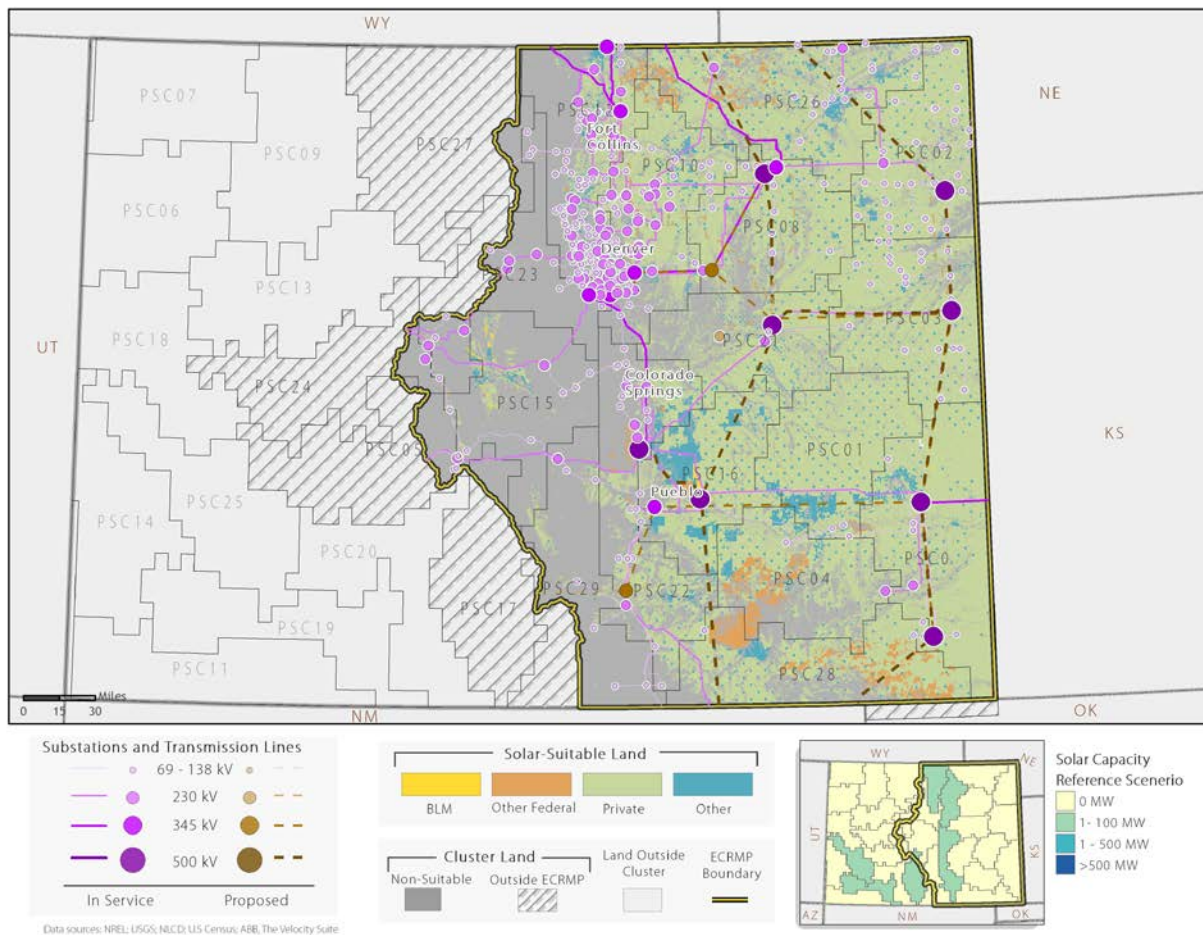 WY
NE
UT
KS
NM
OK
PSC07
PSC09
PSC27
PSC06
PSC13
PSC18
PSC24
PSC05
PSC25
PSC14
PSC20
PSC17
PSC19
PSC11
Fort
Collins
PSC10
PSC26
PSC02
PSC08
Denver
PSC23
PSC21
PSC03
Colorado
Springs
PSC15
PSC01
PSC16
Pueblo
PSC04
PSC29
PSC22
PSC28
Miles
0 15 30
Substations and Transmission Lines
69 - 138 kV
230 kV
345 kV
500 kV
In Service
Proposed
Data sources: NREL; USGS; NLCD; U.S Census; ABB, The Velocity Suite
Solar-Suitable Land
BLM
Other Federal
Private
Other
Cluster Land
Non-Suitable
Outside ECRMP
Land Outside
Cluster
ECRMP
Boundary
WY
NE
UT
KS
AZ
NM
OK
Solar Capacity
Reference Scenerio
0 MW
1- 100 MW
1 - 500 MW
>500 MW